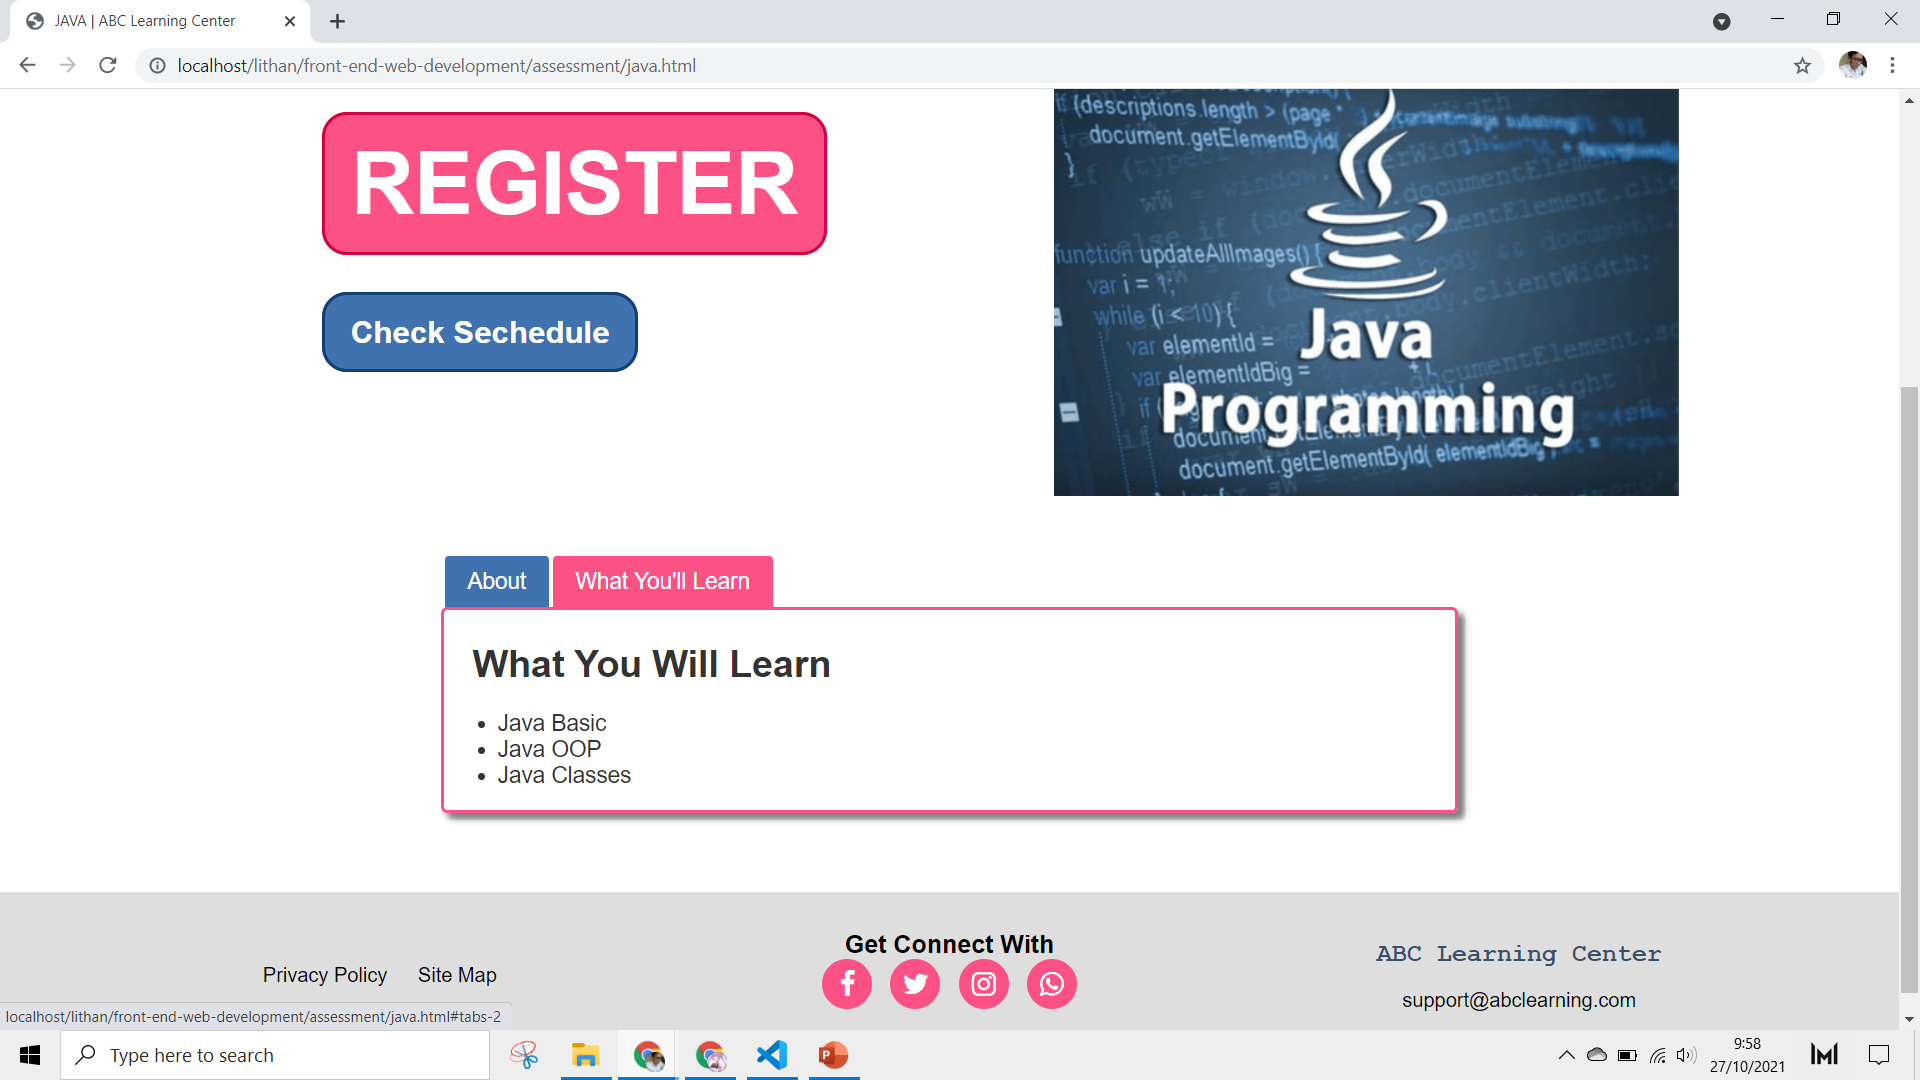 JAVA | ABC Learning Center
localhost/lithan/front-end-web-development/assessment/java.html
REGISTER
Check Sechedule
if (descriptions.length > (page
document.getElementById(
}
function updateAllImages() {
var i = 1;
while (i < 10) {
var elementId =
var elementIdBig =
if
document.getElementById( elementIdBig
Java
Programming
About
What You'll Learn
What You Will Learn
• Java Basic
• Java OOP
• Java Classes
Privacy Policy
Site Map
Get Connect With
ABC Learning Center
support@abclearning.com
localhost/lithan/front-end-web-development/assessment/java.html#tabs-2
Type here to search
9:58
27/10/2021